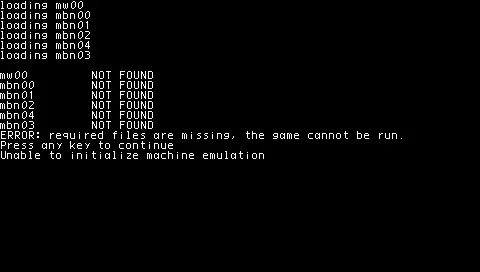 loading mw00
loading mbn00
loading mbn01
loading mbn02
loading mbn04
loading mbn03
mw00 NOT FOUND
mbn00 NOT FOUND
mbn01 NOT FOUND
mbn02 NOT FOUND
mbn04 NOT FOUND
mbn03 NOT FOUND
ERROR: required files are missing, the game cannot be run.
Press any key to continue
Unable to initialize machine emulation